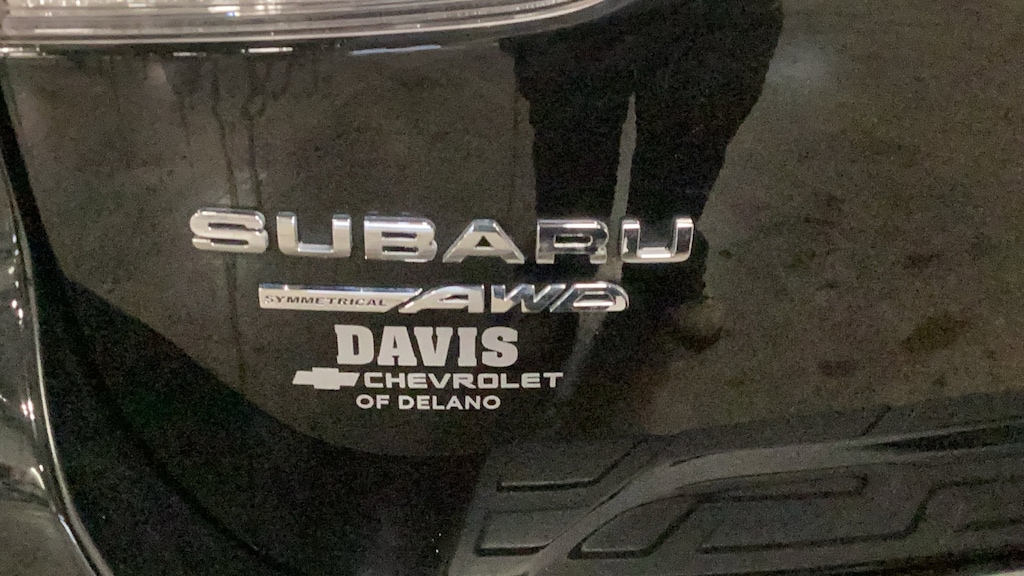 SUBARU
SYMMETRICAL AWD
DAVIS
CHEVROLET
OF DELANO